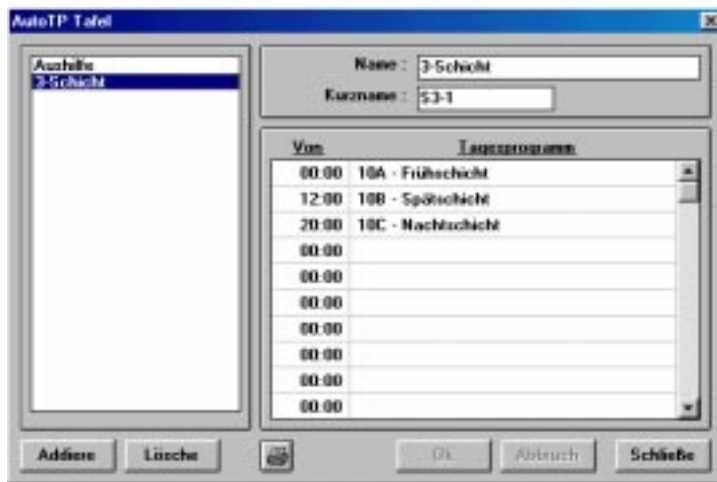 AutoTP Tafel
Aushilfe
3-Schicht
Name : 3-Schicht
Kurzname : S3-1
Von Tagesprogramm
00:00 10A - Frühschicht
12:00 10B - Spätschicht
20:00 10C - Nachtschicht
00:00
00:00
00:00
00:00
00:00
00:00
00:00
Addiere Lösche Ok Abbruch Schließe